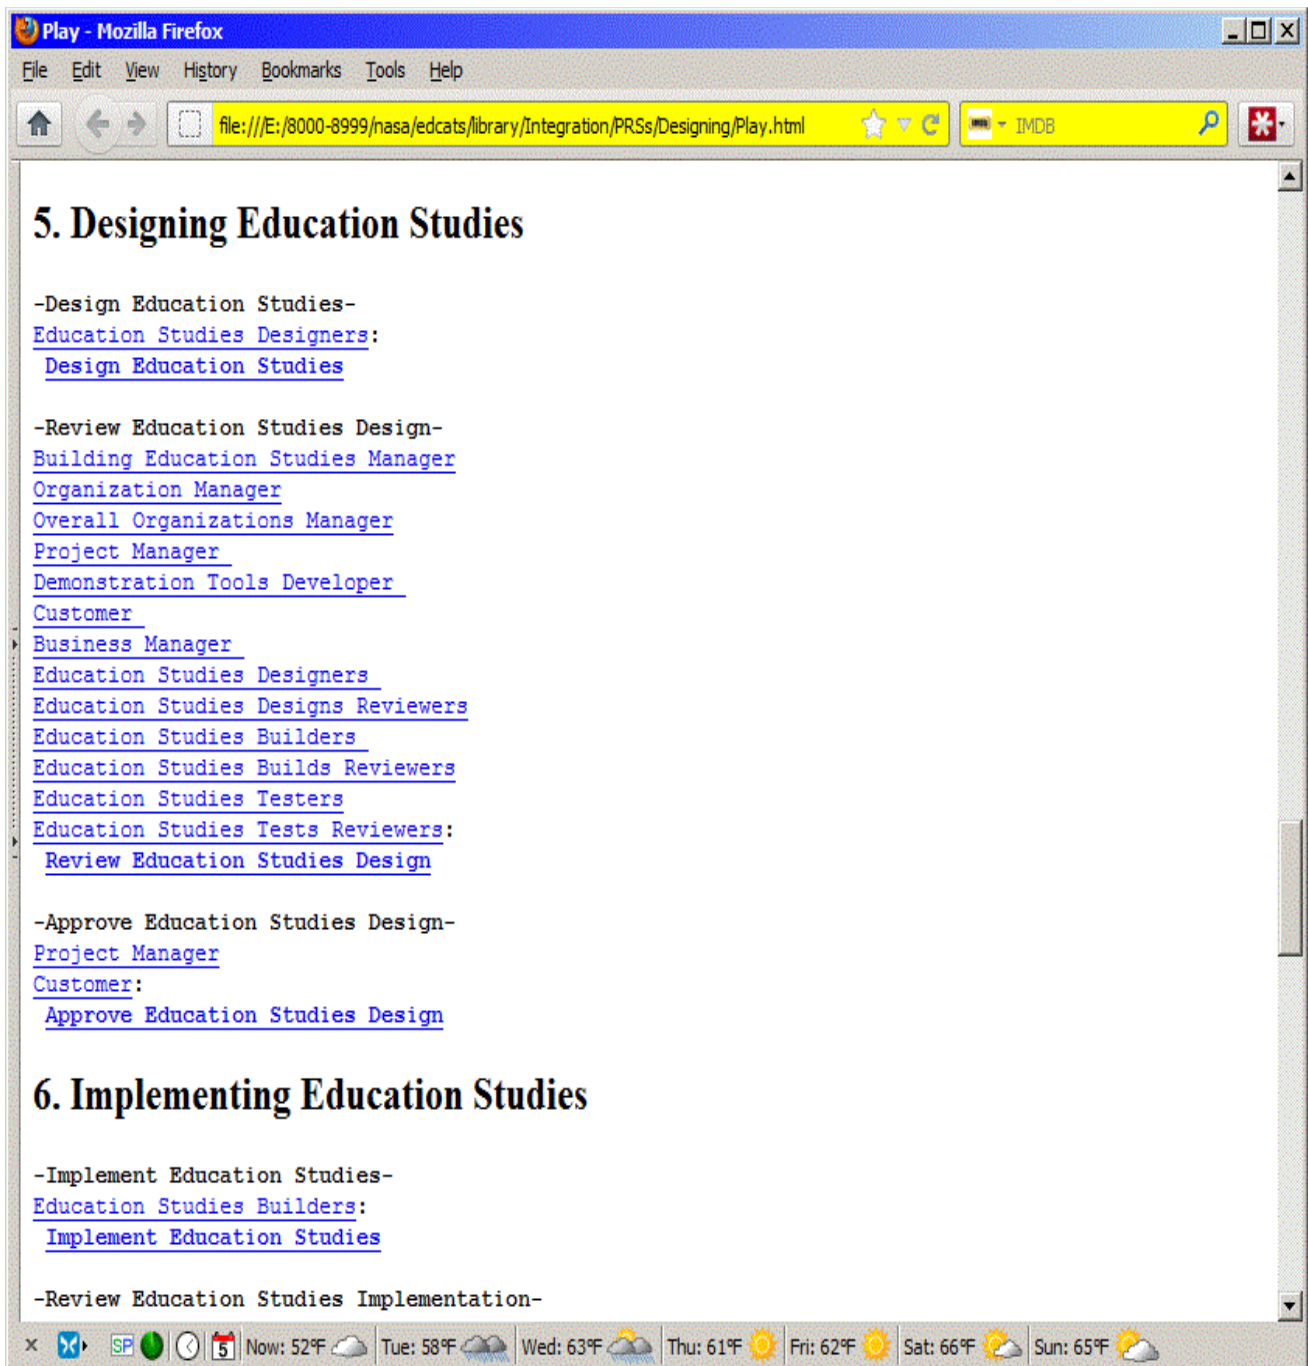 Play - Mozilla Firefox
File Edit View History Bookmarks Tools Help
file:///E:/8000-8999/nasa/edcats/library/Integration/PRSs/Designing/Play.html IMDB
5. Designing Education Studies
-Design Education Studies-
Education Studies Designers:
Design Education Studies
-Review Education Studies Design-
Building Education Studies Manager
Organization Manager
Overall Organizations Manager
Project Manager
Demonstration Tools Developer
Customer
Business Manager
Education Studies Designers
Education Studies Designs Reviewers
Education Studies Builders
Education Studies Builds Reviewers
Education Studies Testers
Education Studies Tests Reviewers:
Review Education Studies Design
-Approve Education Studies Design-
Project Manager
Customer:
Approve Education Studies Design
6. Implementing Education Studies
-Implement Education Studies-
Education Studies Builders:
Implement Education Studies
-Review Education Studies Implementation-
SP 5 Now: 52°F Tue: 58°F Wed: 63°F Thu: 61°F Fri: 62°F Sat: 66°F Sun: 65°F